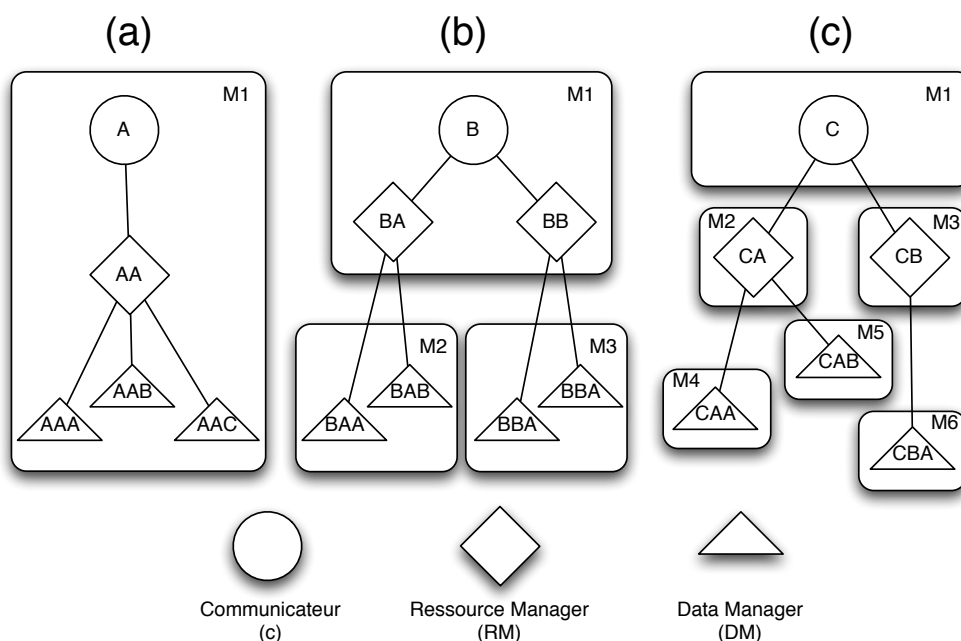 (a)
(b)
(c)
M1
A
AA
AAA
AAB
AAC
M1
B
BA
BB
M2
BAA
BAB
M3
BBA
BBA
M1
C
M2
CA
M3
CB
M4
CAA
M5
CAB
M6
CBA
Communicateur
(c)
Ressource Manager
(RM)
Data Manager
(DM)